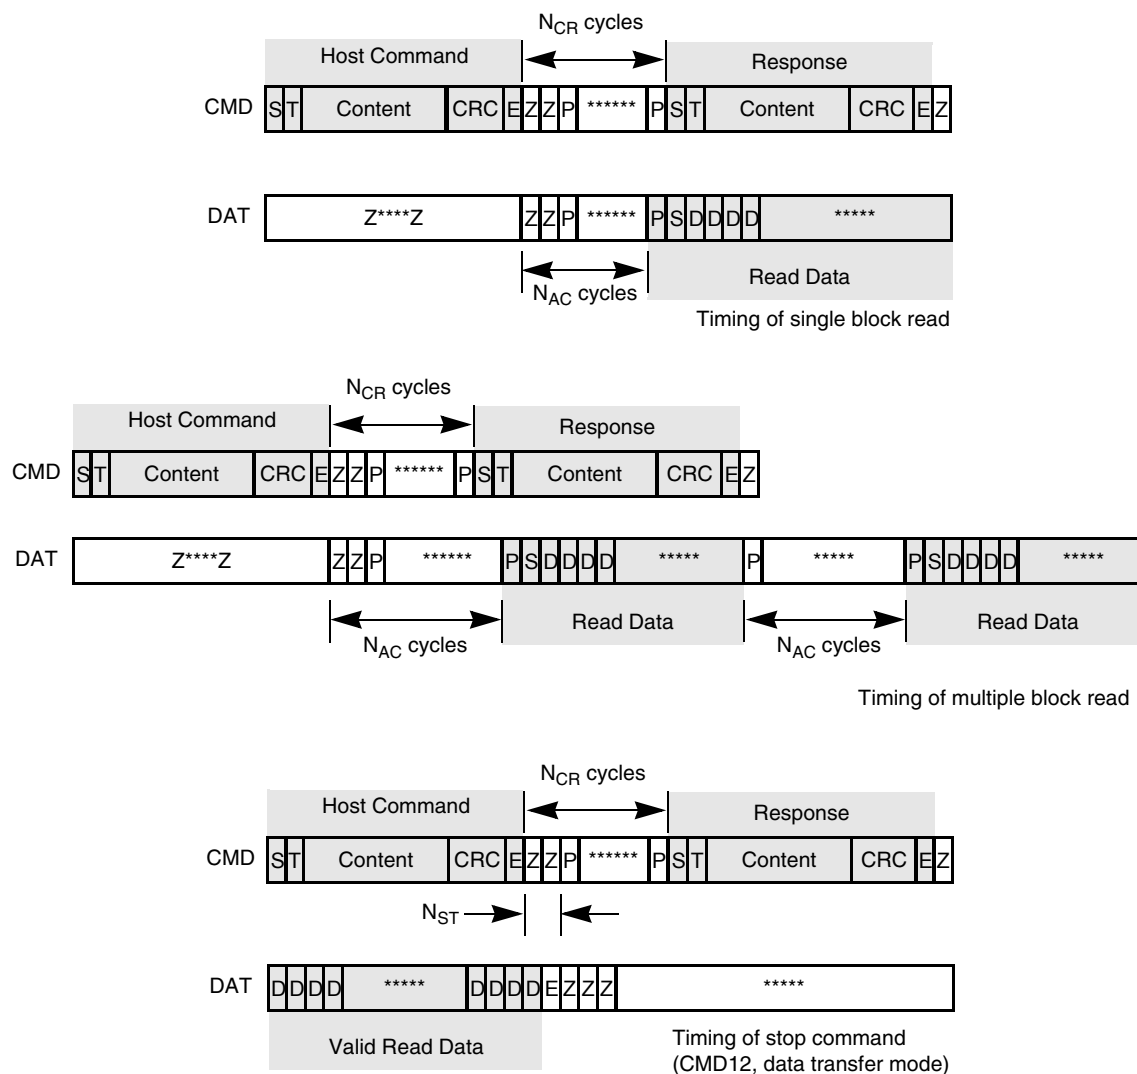 N_CR cycles
Host Command Response
CMD S T Content CRC E Z Z P ****** P S T Content CRC E Z
DAT Z****Z Z Z P ****** P S D D D D *****
N_AC cycles Read Data
Timing of single block read
N_CR cycles
Host Command Response
CMD S T Content CRC E Z Z P ****** P S T Content CRC E Z
DAT Z****Z Z Z P ****** P S D D D D ***** P ***** P S D D D D *****
N_AC cycles Read Data N_AC cycles Read Data
Timing of multiple block read
N_CR cycles
Host Command Response
CMD S T Content CRC E Z Z P ****** P S T Content CRC E Z
N_ST
DAT D D D D ***** D D D D E Z Z Z *****
Valid Read Data
Timing of stop command
(CMD12, data transfer mode)